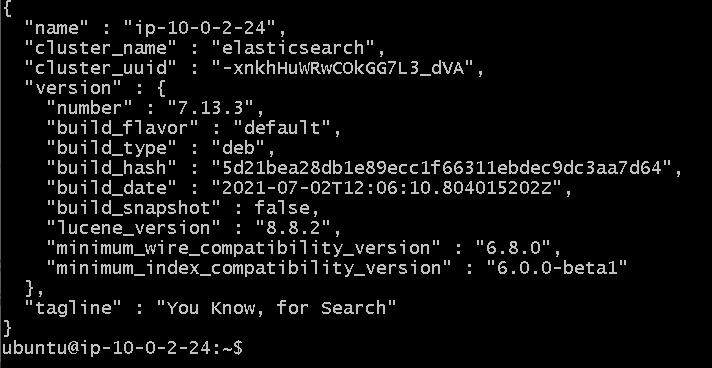 {
  "name" : "ip-10-0-2-24",
  "cluster_name" : "elasticsearch",
  "cluster_uuid" : "-xnkhHuWRwCOkGG7L3_dVA",
  "version" : {
    "number" : "7.13.3",
    "build_flavor" : "default",
    "build_type" : "deb",
    "build_hash" : "5d21bea28db1e89ecc1f66311ebdec9dc3aa7d64",
    "build_date" : "2021-07-02T12:06:10.804015202Z",
    "build_snapshot" : false,
    "lucene_version" : "8.8.2",
    "minimum_wire_compatibility_version" : "6.8.0",
    "minimum_index_compatibility_version" : "6.0.0-beta1"
  },
  "tagline" : "You Know, for Search"
}
ubuntu@ip-10-0-2-24:~$